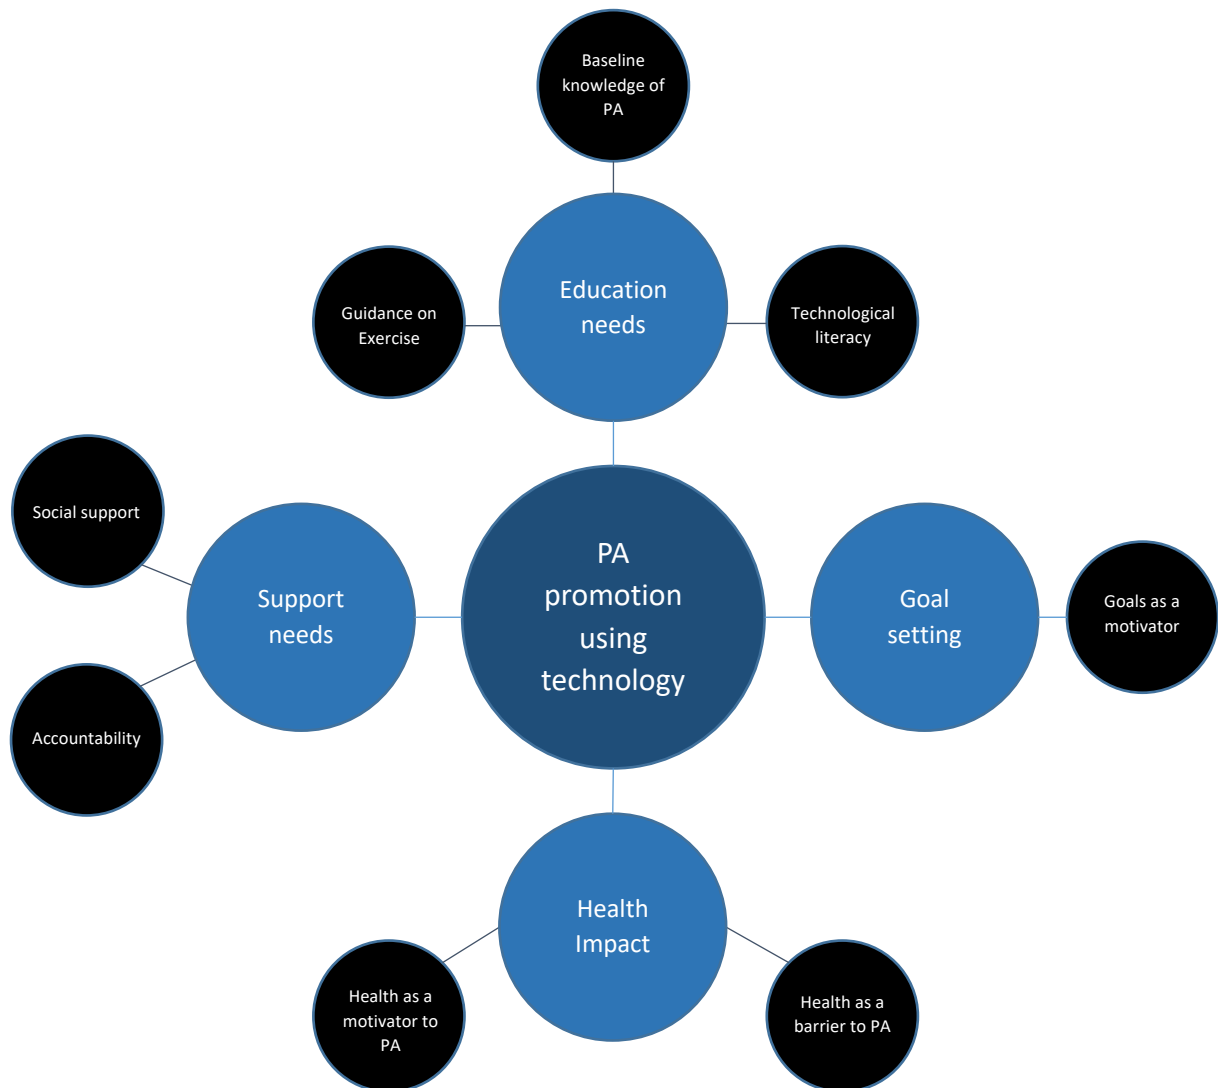 Baseline
knowledge of
PA
Education
needs
Guidance on
Exercise
Technological
literacy
Social support
Support
needs
Accountability
PA
promotion
using
technology
Goal
setting
Goals as a
motivator
Health
Impact
Health as a
motivator to
PA
Health as a
barrier to PA